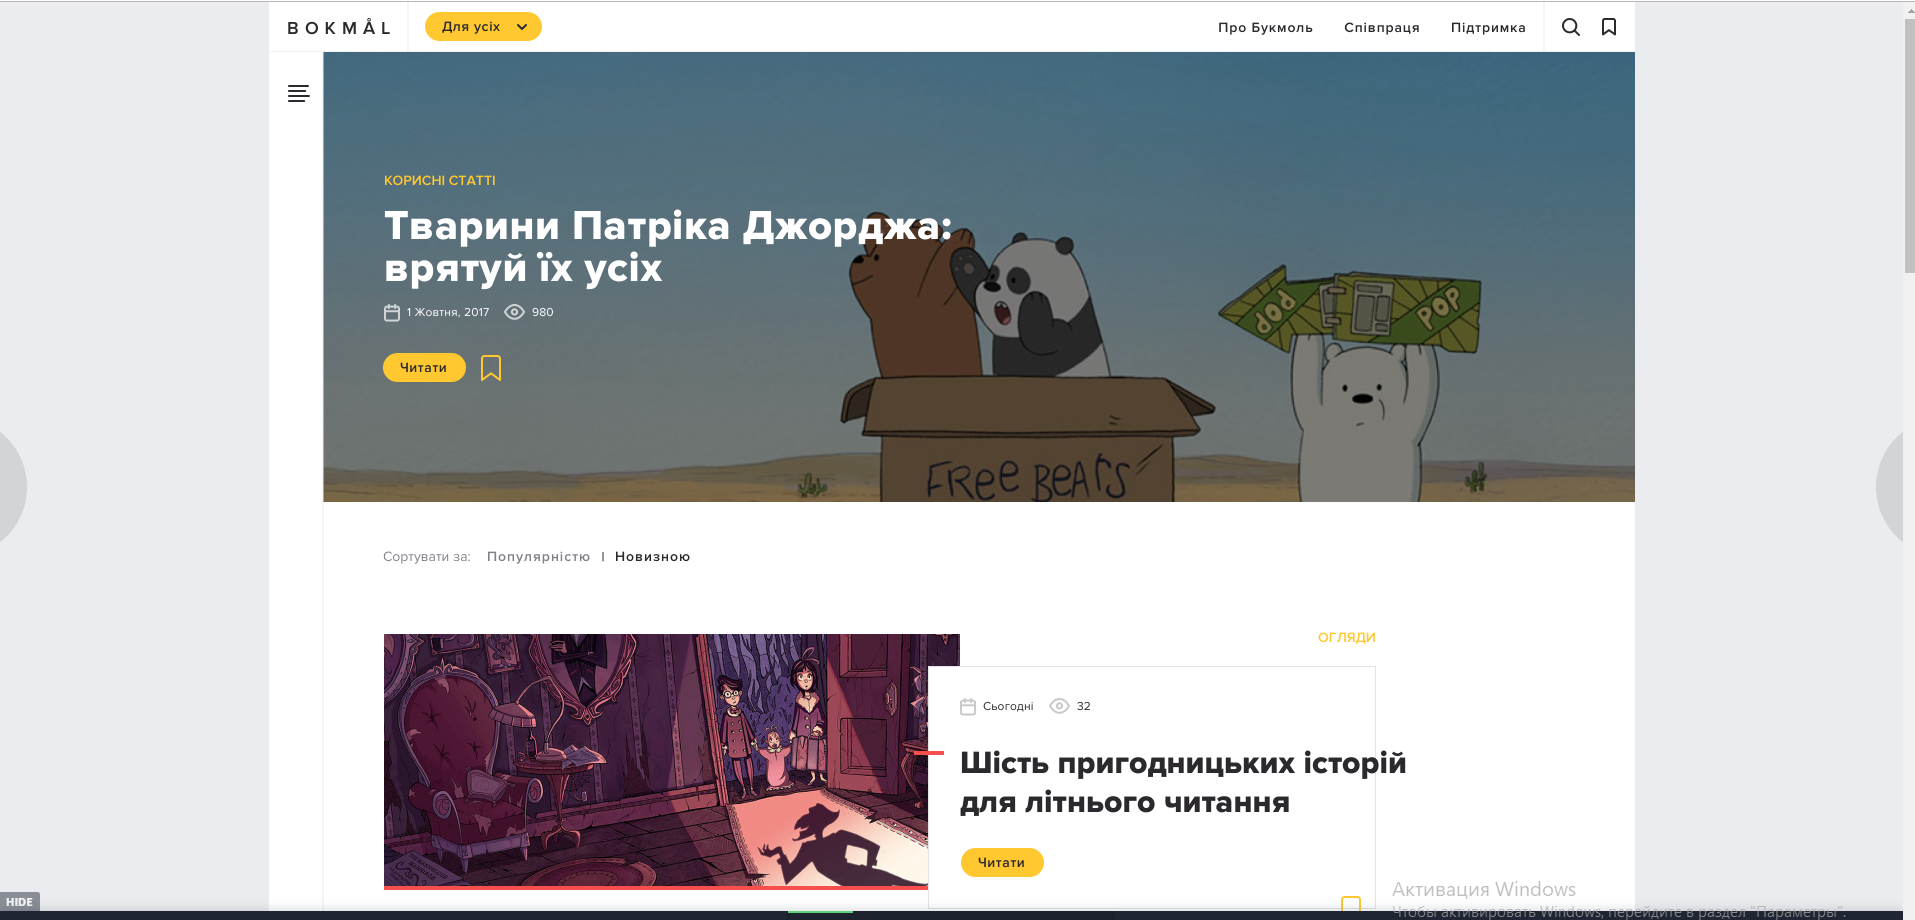 BOKMÅL
Для усіх
Про Букмоль
Співпраця
Підтримка
КОРИСНІ СТАТТІ
Тварини Патріка Джорджа:
врятуй їх усіх
1 Жовтня, 2017
980
Читати
POP
POP
FREE BEARS
Сортувати за: Популярністю | Новизною
ОГЛЯДИ
Сьогодні
32
Шість пригодницьких історій
для літнього читання
Читати
Активация Windows
Чтобы активировать Windows, перейдите в раздел "Параметры".
HIDE